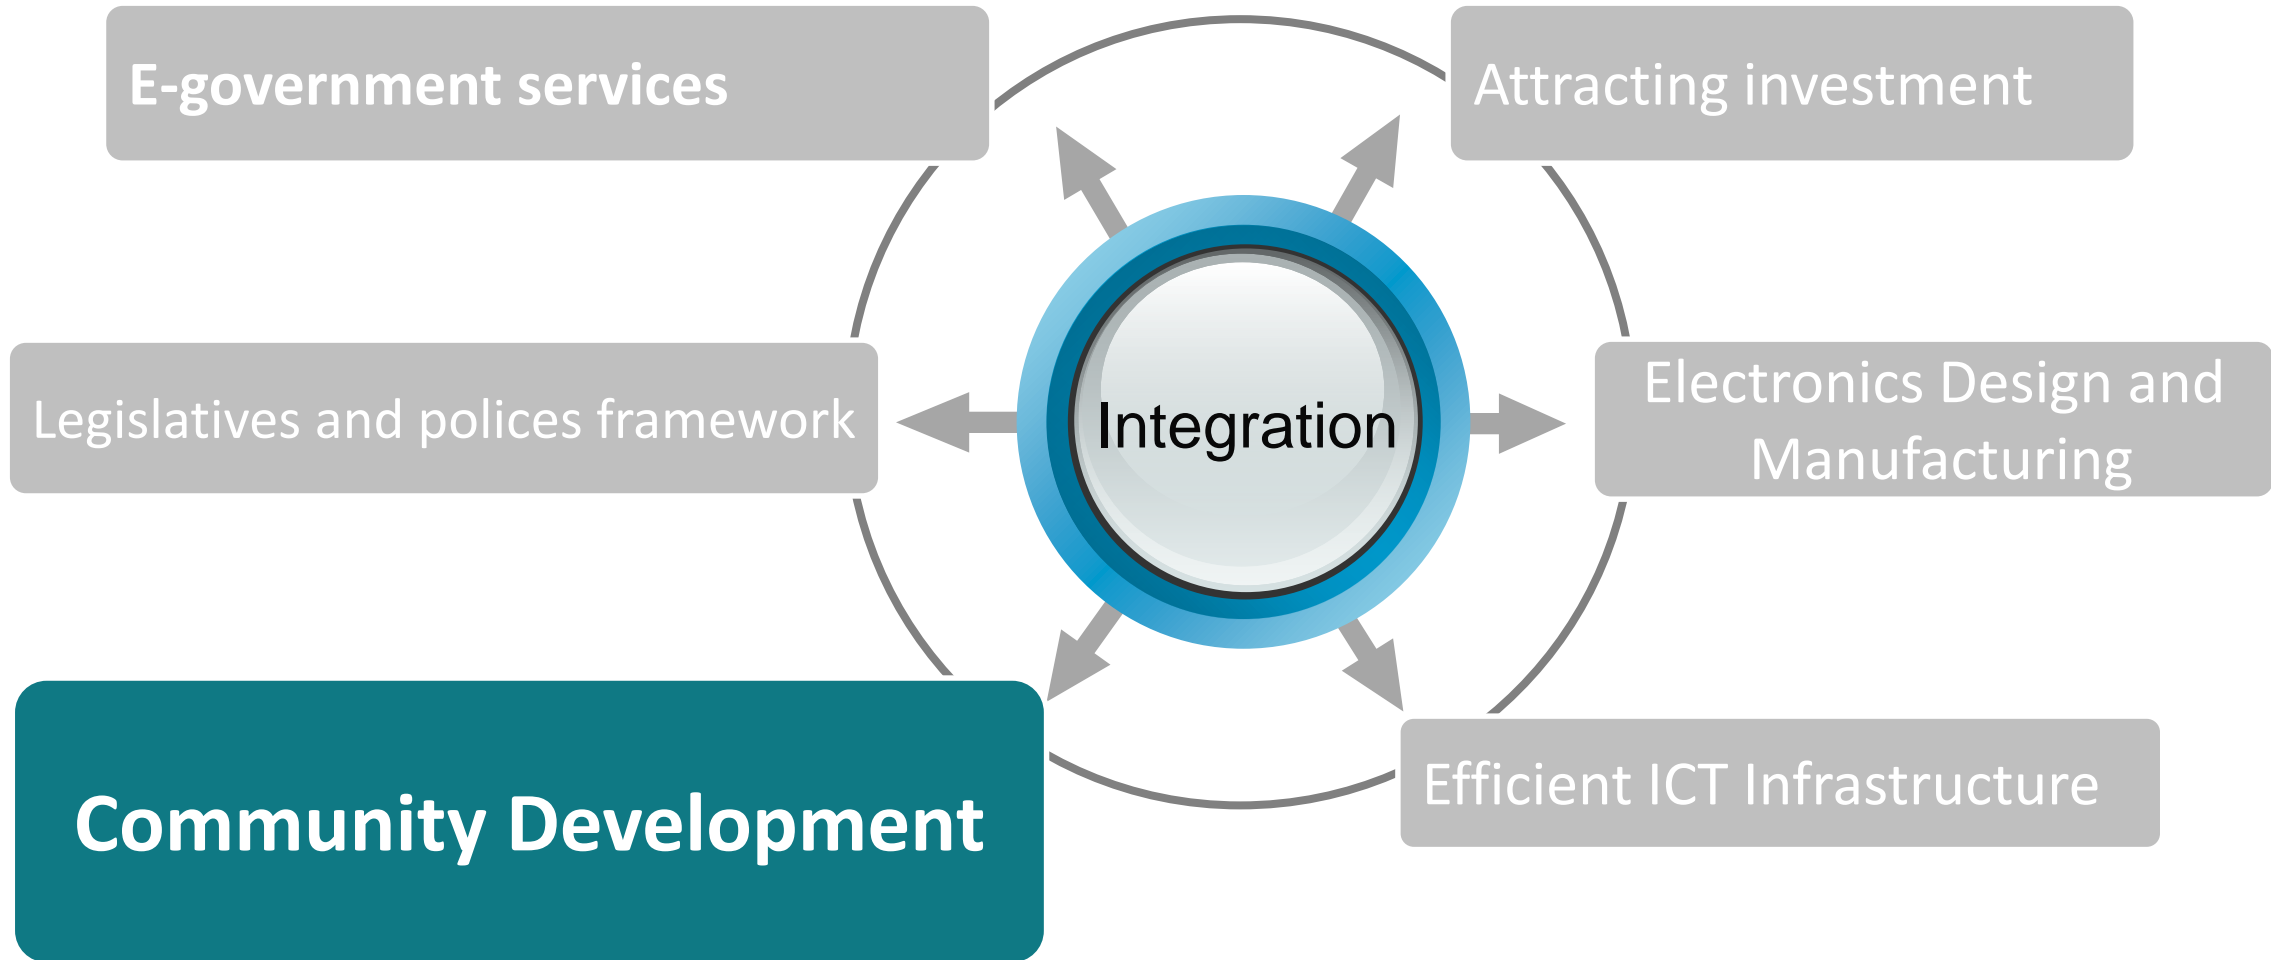 E-government services
Attracting investment
Legislatives and polices framework
Integration
Electronics Design and
Manufacturing
Community Development
Efficient ICT Infrastructure